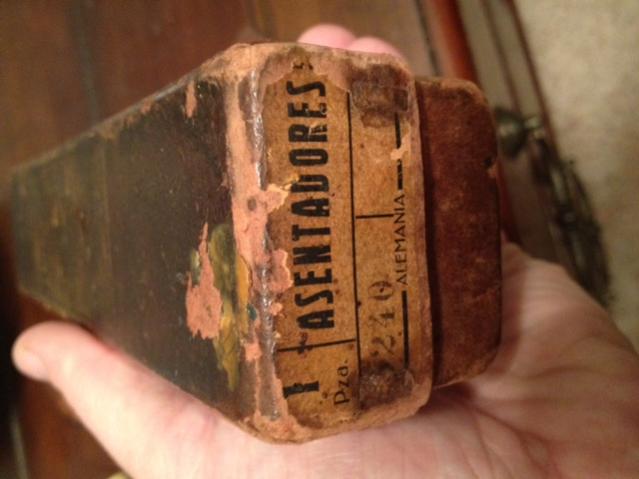 1 ASENTADORES
Pza. 240
ALEMANIA